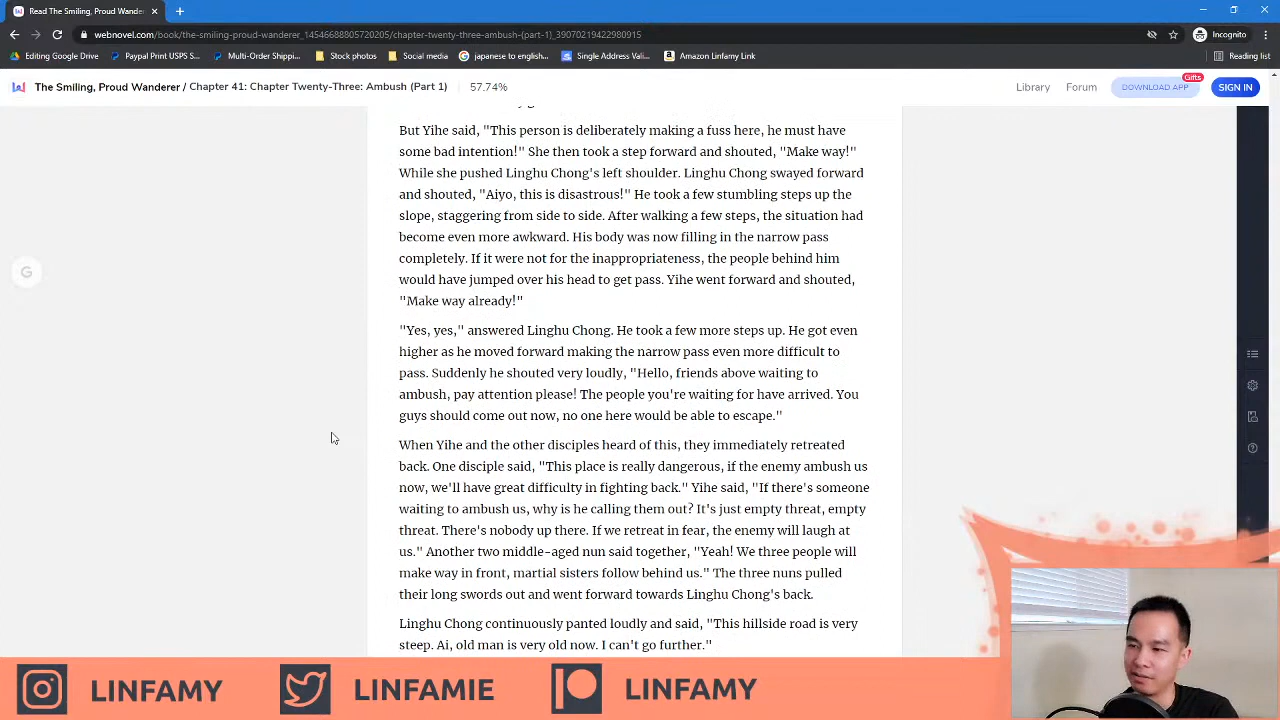 Read The Smiling, Proud Wander
webnovel.com/book/the-smiling-proud-wanderer_14546688805720205/chapter-twenty-three-ambush-(part-1)_39070219422980915
Incognito
Editing Google Drive
Paypal Print USPS S...
Multi-Order Shippi...
Stock photos
Social media
japanese to english...
Single Address Vali...
Amazon Linfamy Link
Reading list
The Smiling, Proud Wanderer / Chapter 41: Chapter Twenty-Three: Ambush (Part 1) 57.74%
Library
Forum
DOWNLOAD APP
Gifts
SIGN IN
But Yihe said, "This person is deliberately making a fuss here, he must have
some bad intention!" She then took a step forward and shouted, "Make way!"
While she pushed Linghu Chong's left shoulder. Linghu Chong swayed forward
and shouted, "Aiyo, this is disastrous!" He took a few stumbling steps up the
slope, staggering from side to side. After walking a few steps, the situation had
become even more awkward. His body was now filling in the narrow pass
completely. If it were not for the inappropriateness, the people behind him
would have jumped over his head to get pass. Yihe went forward and shouted,
"Make way already!"
"Yes, yes," answered Linghu Chong. He took a few more steps up. He got even
higher as he moved forward making the narrow pass even more difficult to
pass. Suddenly he shouted very loudly, "Hello, friends above waiting to
ambush, pay attention please! The people you're waiting for have arrived. You
guys should come out now, no one here would be able to escape."
When Yihe and the other disciples heard of this, they immediately retreated
back. One disciple said, "This place is really dangerous, if the enemy ambush us
now, we'll have great difficulty in fighting back." Yihe said, "If there's someone
waiting to ambush us, why is he calling them out? It's just empty threat, empty
threat. There's nobody up there. If we retreat in fear, the enemy will laugh at
us." Another two middle-aged nun said together, "Yeah! We three people will
make way in front, martial sisters follow behind us." The three nuns pulled
their long swords out and went forward towards Linghu Chong's back.
Linghu Chong continuously panted loudly and said, "This hillside road is very
steep. Ai, old man is very old now. I can't go further."
LINFAMY
LINFAMIE
LINFAMY